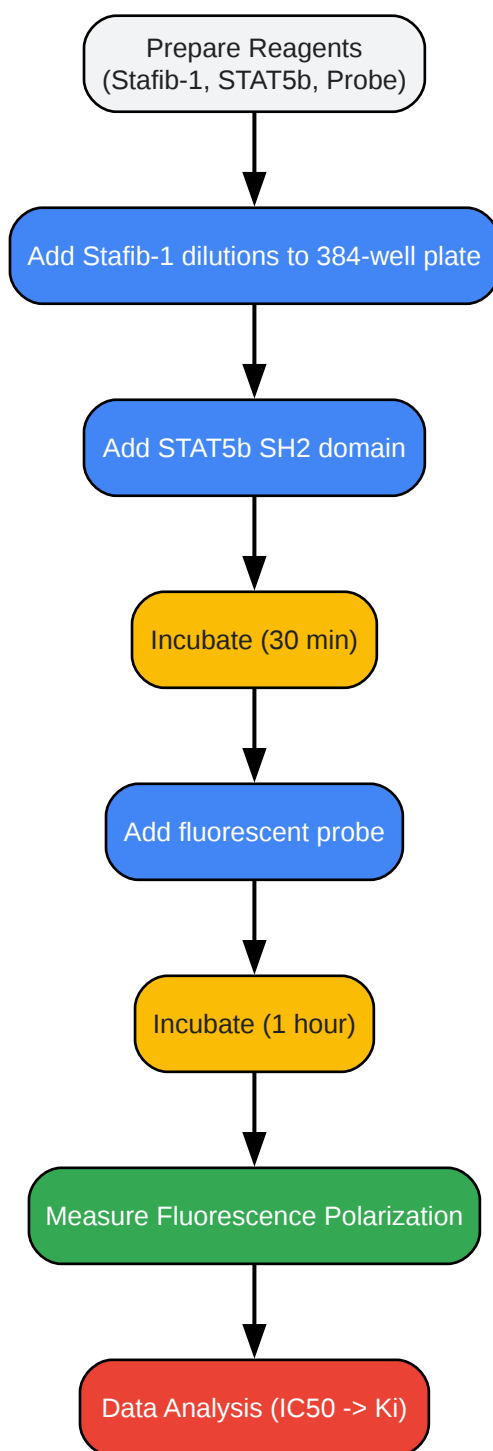 Prepare Reagents
(Stafib-1, STAT5b, Probe)
Add Stafib-1 dilutions to 384-well plate
Add STAT5b SH2 domain
Incubate (30 min)
Add fluorescent probe
Incubate (1 hour)
Measure Fluorescence Polarization
Data Analysis (IC50 -> Ki)